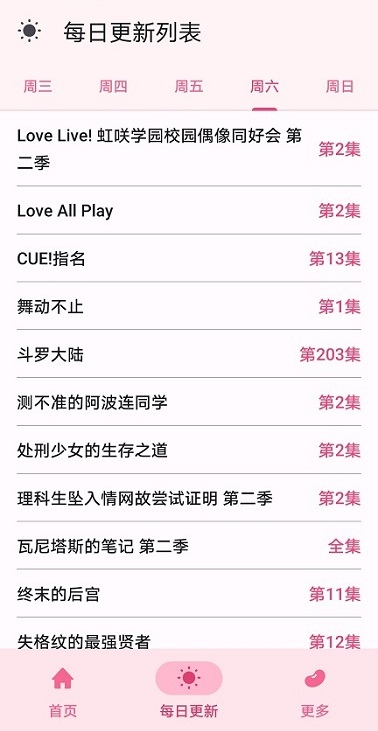 每日更新列表
周三 周四 周五 周六 周日
Love Live! 虹咲学园校园偶像同好会 第
二季 第2集
Love All Play 第2集
CUE!指名 第13集
舞动不止 第1集
斗罗大陆 第203集
测不准的阿波连同学 第2集
处刑少女的生存之道 第2集
理科生坠入情网故尝试证明 第二季 第2集
瓦尼塔斯的笔记 第二季 全集
终末的后宫 第11集
失格纹的最强贤者 第12集
首页 每日更新 更多